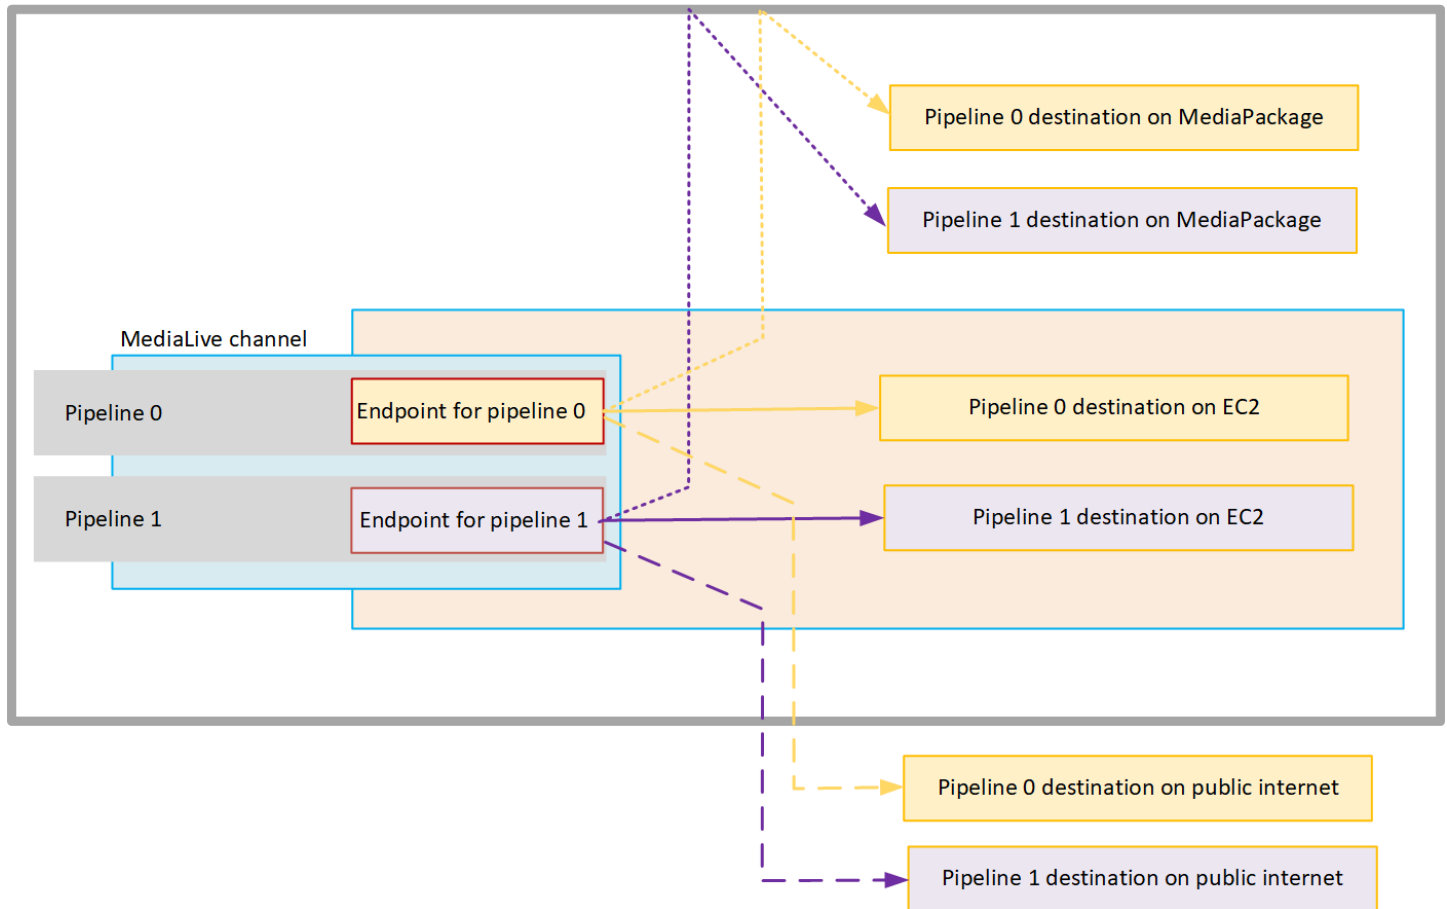 Pipeline 0 destination on MediaPackage
Pipeline 1 destination on MediaPackage
MediaLive channel
Pipeline 0
Endpoint for pipeline 0
Pipeline 0 destination on EC2
Pipeline 1
Endpoint for pipeline 1
Pipeline 1 destination on EC2
Pipeline 0 destination on public internet
Pipeline 1 destination on public internet